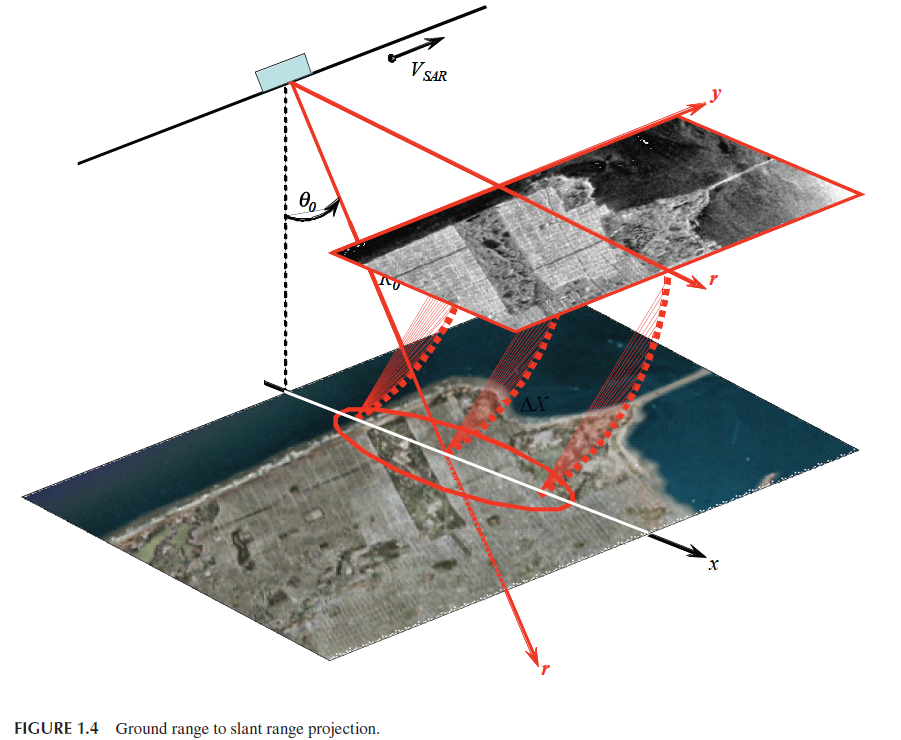 V_SAR
y
θ_0
r
R_0
ΔX
x
r
FIGURE 1.4 Ground range to slant range projection.